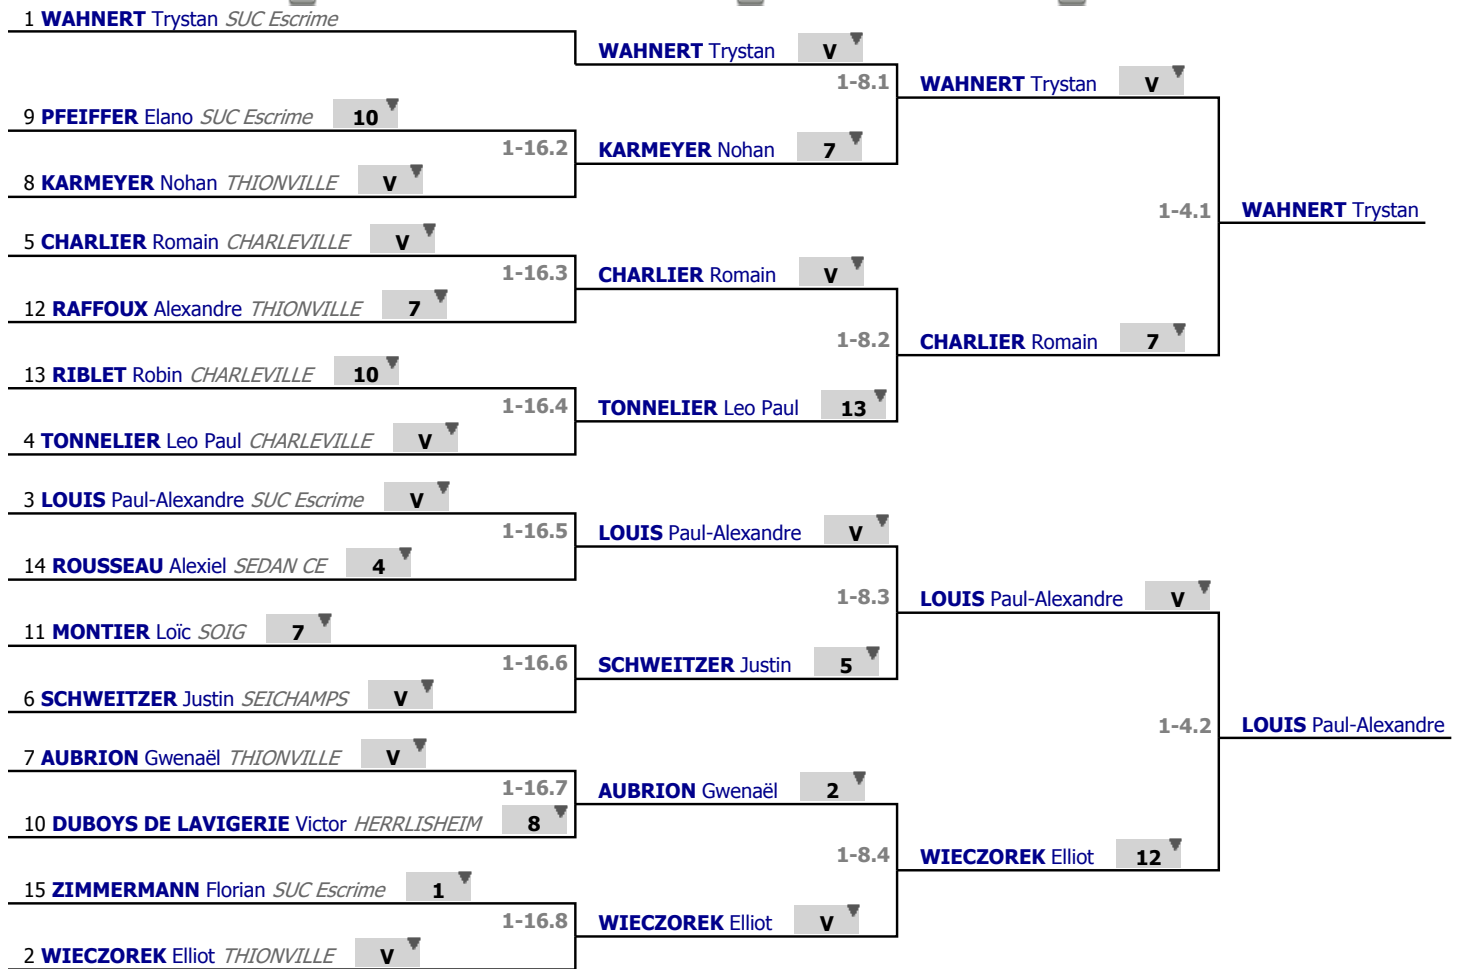 1 WAHNERT Trystan SUC Escrime
9 PFEIFFER Elano SUC Escrime 10
1-16.2
8 KARMEYER Nohan THIONVILLE V
5 CHARLIER Romain CHARLEVILLE V
1-16.3
12 RAFFOUX Alexandre THIONVILLE 7
13 RIBLET Robin CHARLEVILLE 10
1-16.4
4 TONNELIER Leo Paul CHARLEVILLE V
3 LOUIS Paul-Alexandre SUC Escrime V
1-16.5
14 ROUSSEAU Alexiel SEDAN CE 4
11 MONTIER Loïc SOIG 7
1-16.6
6 SCHWEITZER Justin SEICHAMPS V
7 AUBRION Gwenaël THIONVILLE V
1-16.7
10 DUBOYS DE LAVIGERIE Victor HERRLISHEIM 8
15 ZIMMERMANN Florian SUC Escrime 1
1-16.8
2 WIECZOREK Elliot THIONVILLE V
WAHNERT Trystan V
1-8.1
KARMEYER Nohan 7
CHARLIER Romain V
1-8.2
TONNELIER Leo Paul 13
LOUIS Paul-Alexandre V
1-8.3
SCHWEITZER Justin 5
AUBRION Gwenaël 2
1-8.4
WIECZOREK Elliot V
WAHNERT Trystan V
1-4.1
CHARLIER Romain 7
LOUIS Paul-Alexandre V
1-4.2
WIECZOREK Elliot 12
WAHNERT Trystan
LOUIS Paul-Alexandre